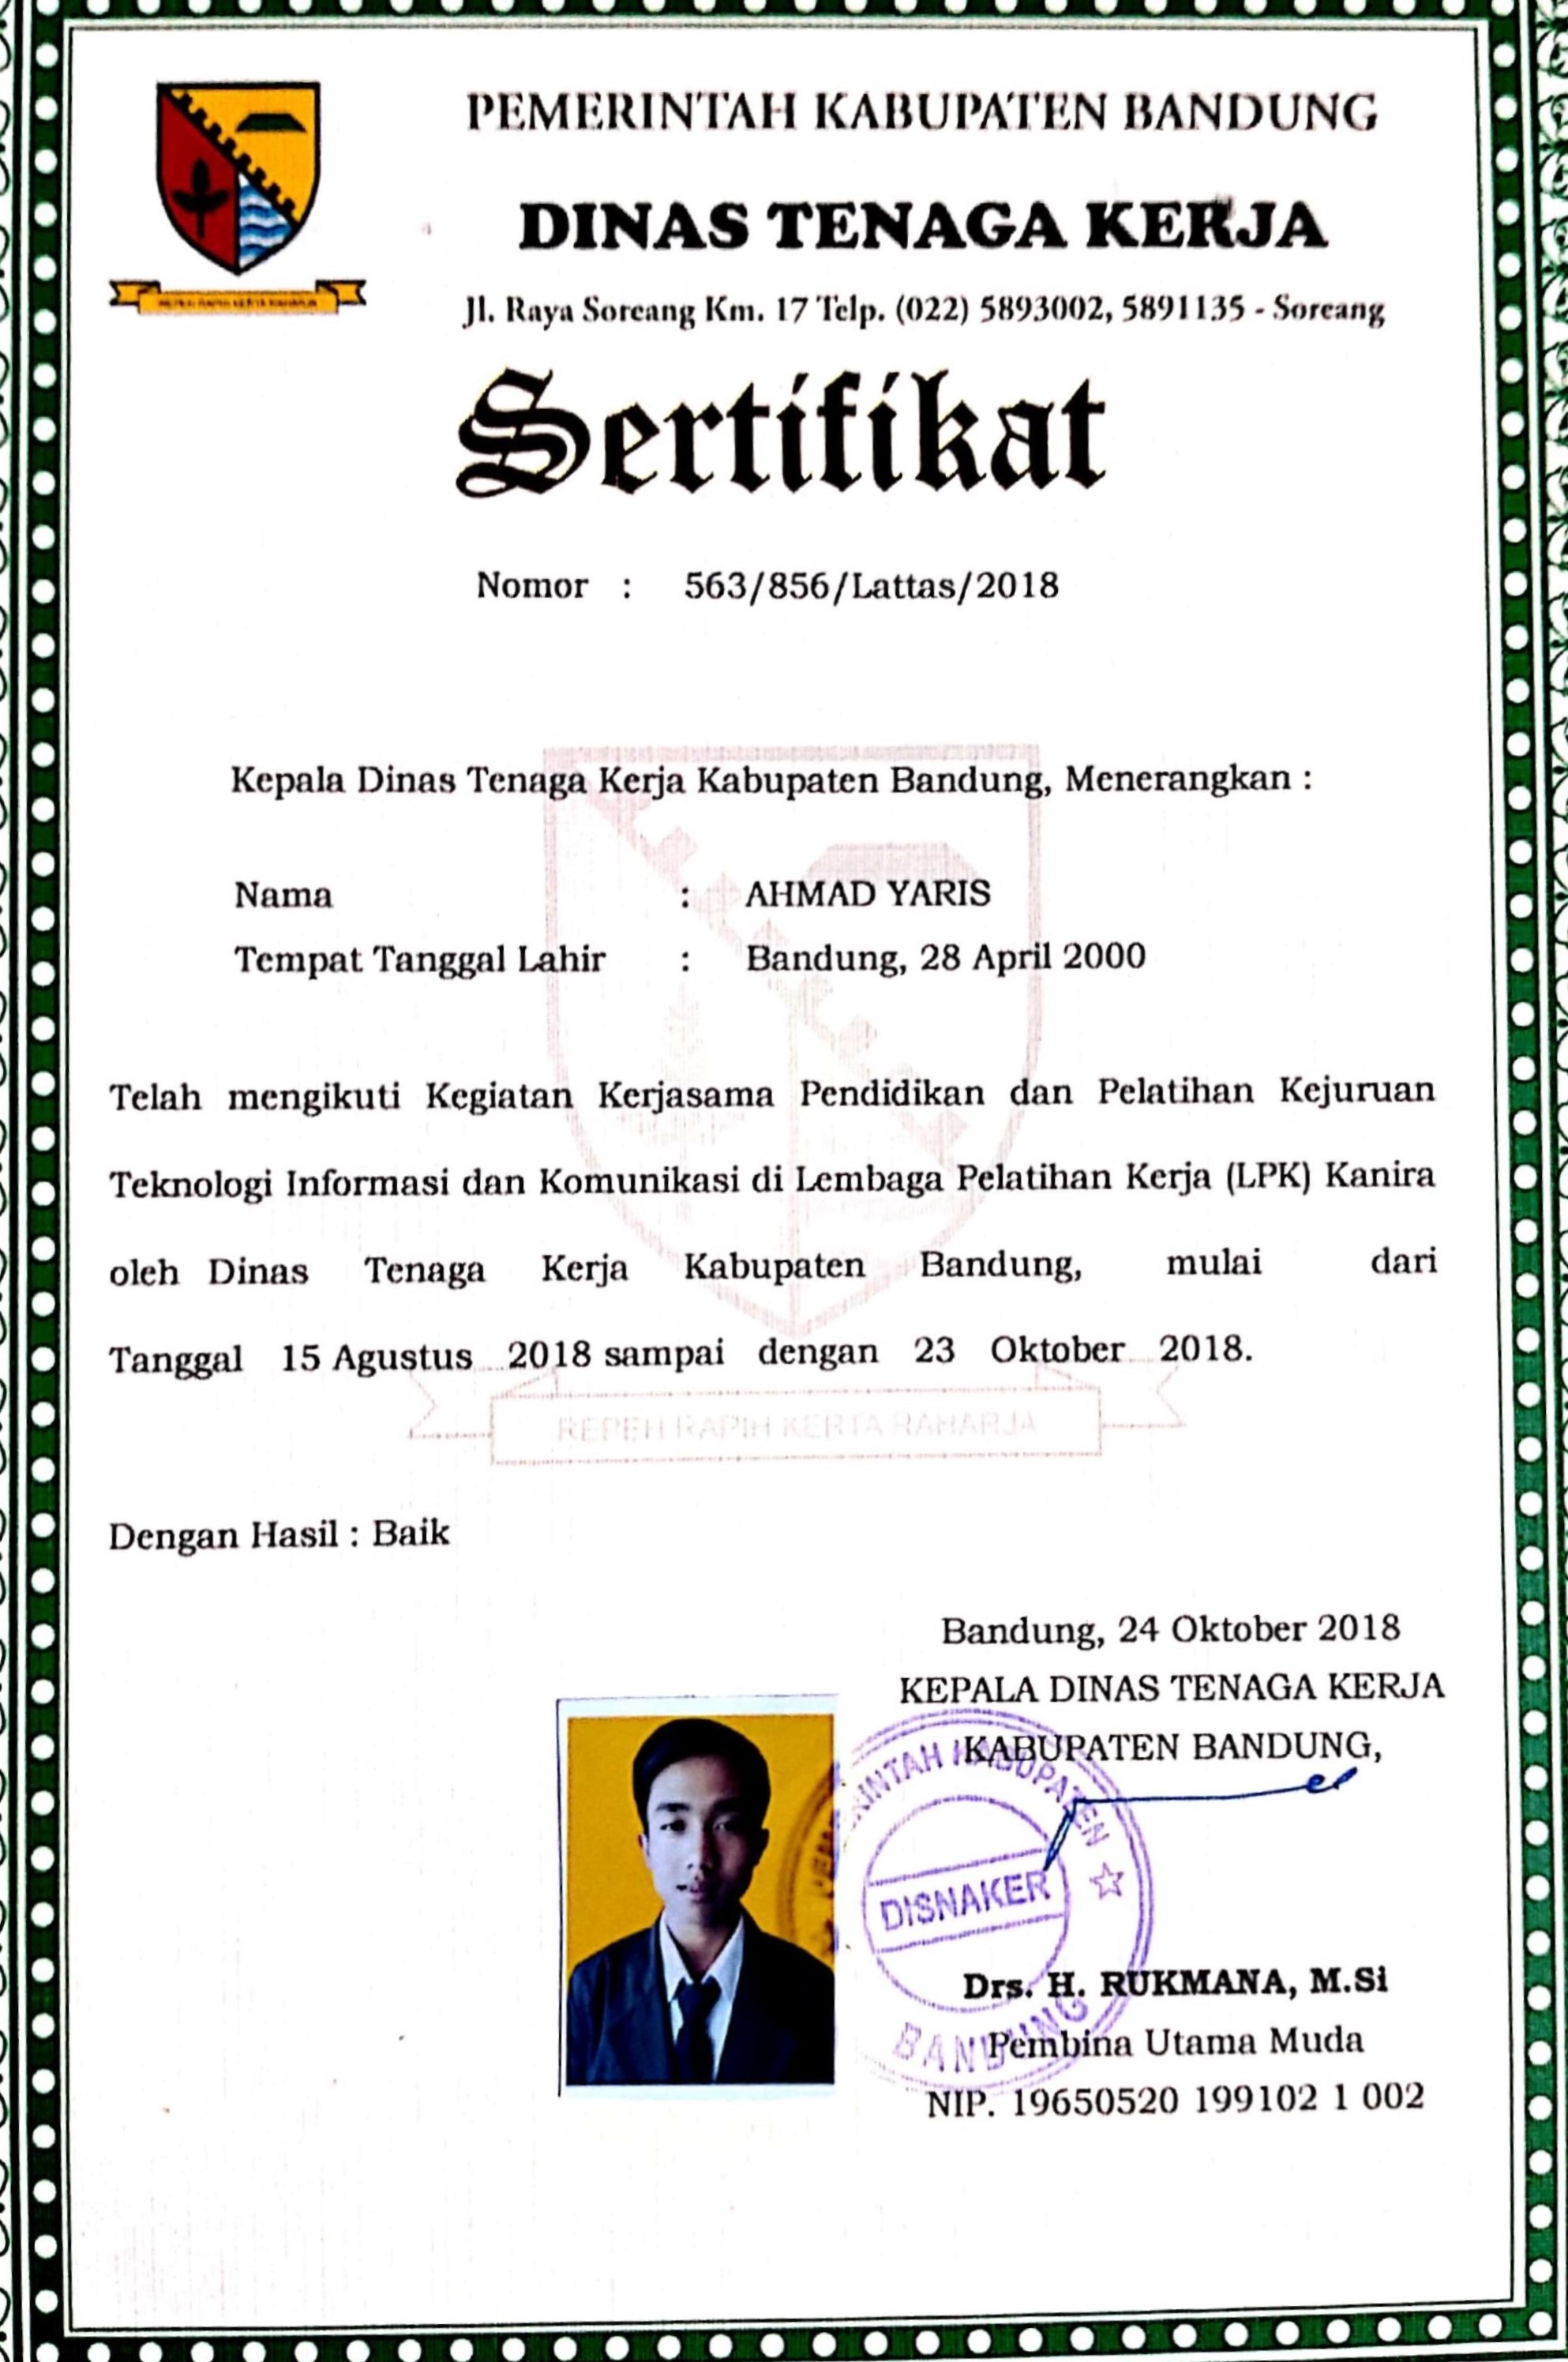 PEMERINTAH KABUPATEN BANDUNG
DINAS TENAGA KERJA
Jl. Raya Soreang Km. 17 Telp. (022) 5893002, 5891135 - Soreang
Sertifikat
Nomor : 563/856/Lattas/2018
Kepala Dinas Tenaga Kerja Kabupaten Bandung, Menerangkan :
Nama : AHMAD YARIS
Tempat Tanggal Lahir : Bandung, 28 April 2000
Telah mengikuti Kegiatan Kerjasama Pendidikan dan Pelatihan Kejuruan
Teknologi Informasi dan Komunikasi di Lembaga Pelatihan Kerja (LPK) Kanira
oleh Dinas Tenaga Kerja Kabupaten Bandung, mulai dari
Tanggal 15 Agustus 2018 sampai dengan 23 Oktober 2018.
REPEH RAPIH KERTA RAHARJA
Dengan Hasil : Baik
Bandung, 24 Oktober 2018
KEPALA DINAS TENAGA KERJA
KABUPATEN BANDUNG,
PEMERINTAH KABUPATEN
DISNAKER
BANDUNG
Drs. H. RUKMANA, M.Si
Pembina Utama Muda
NIP. 19650520 199102 1 002